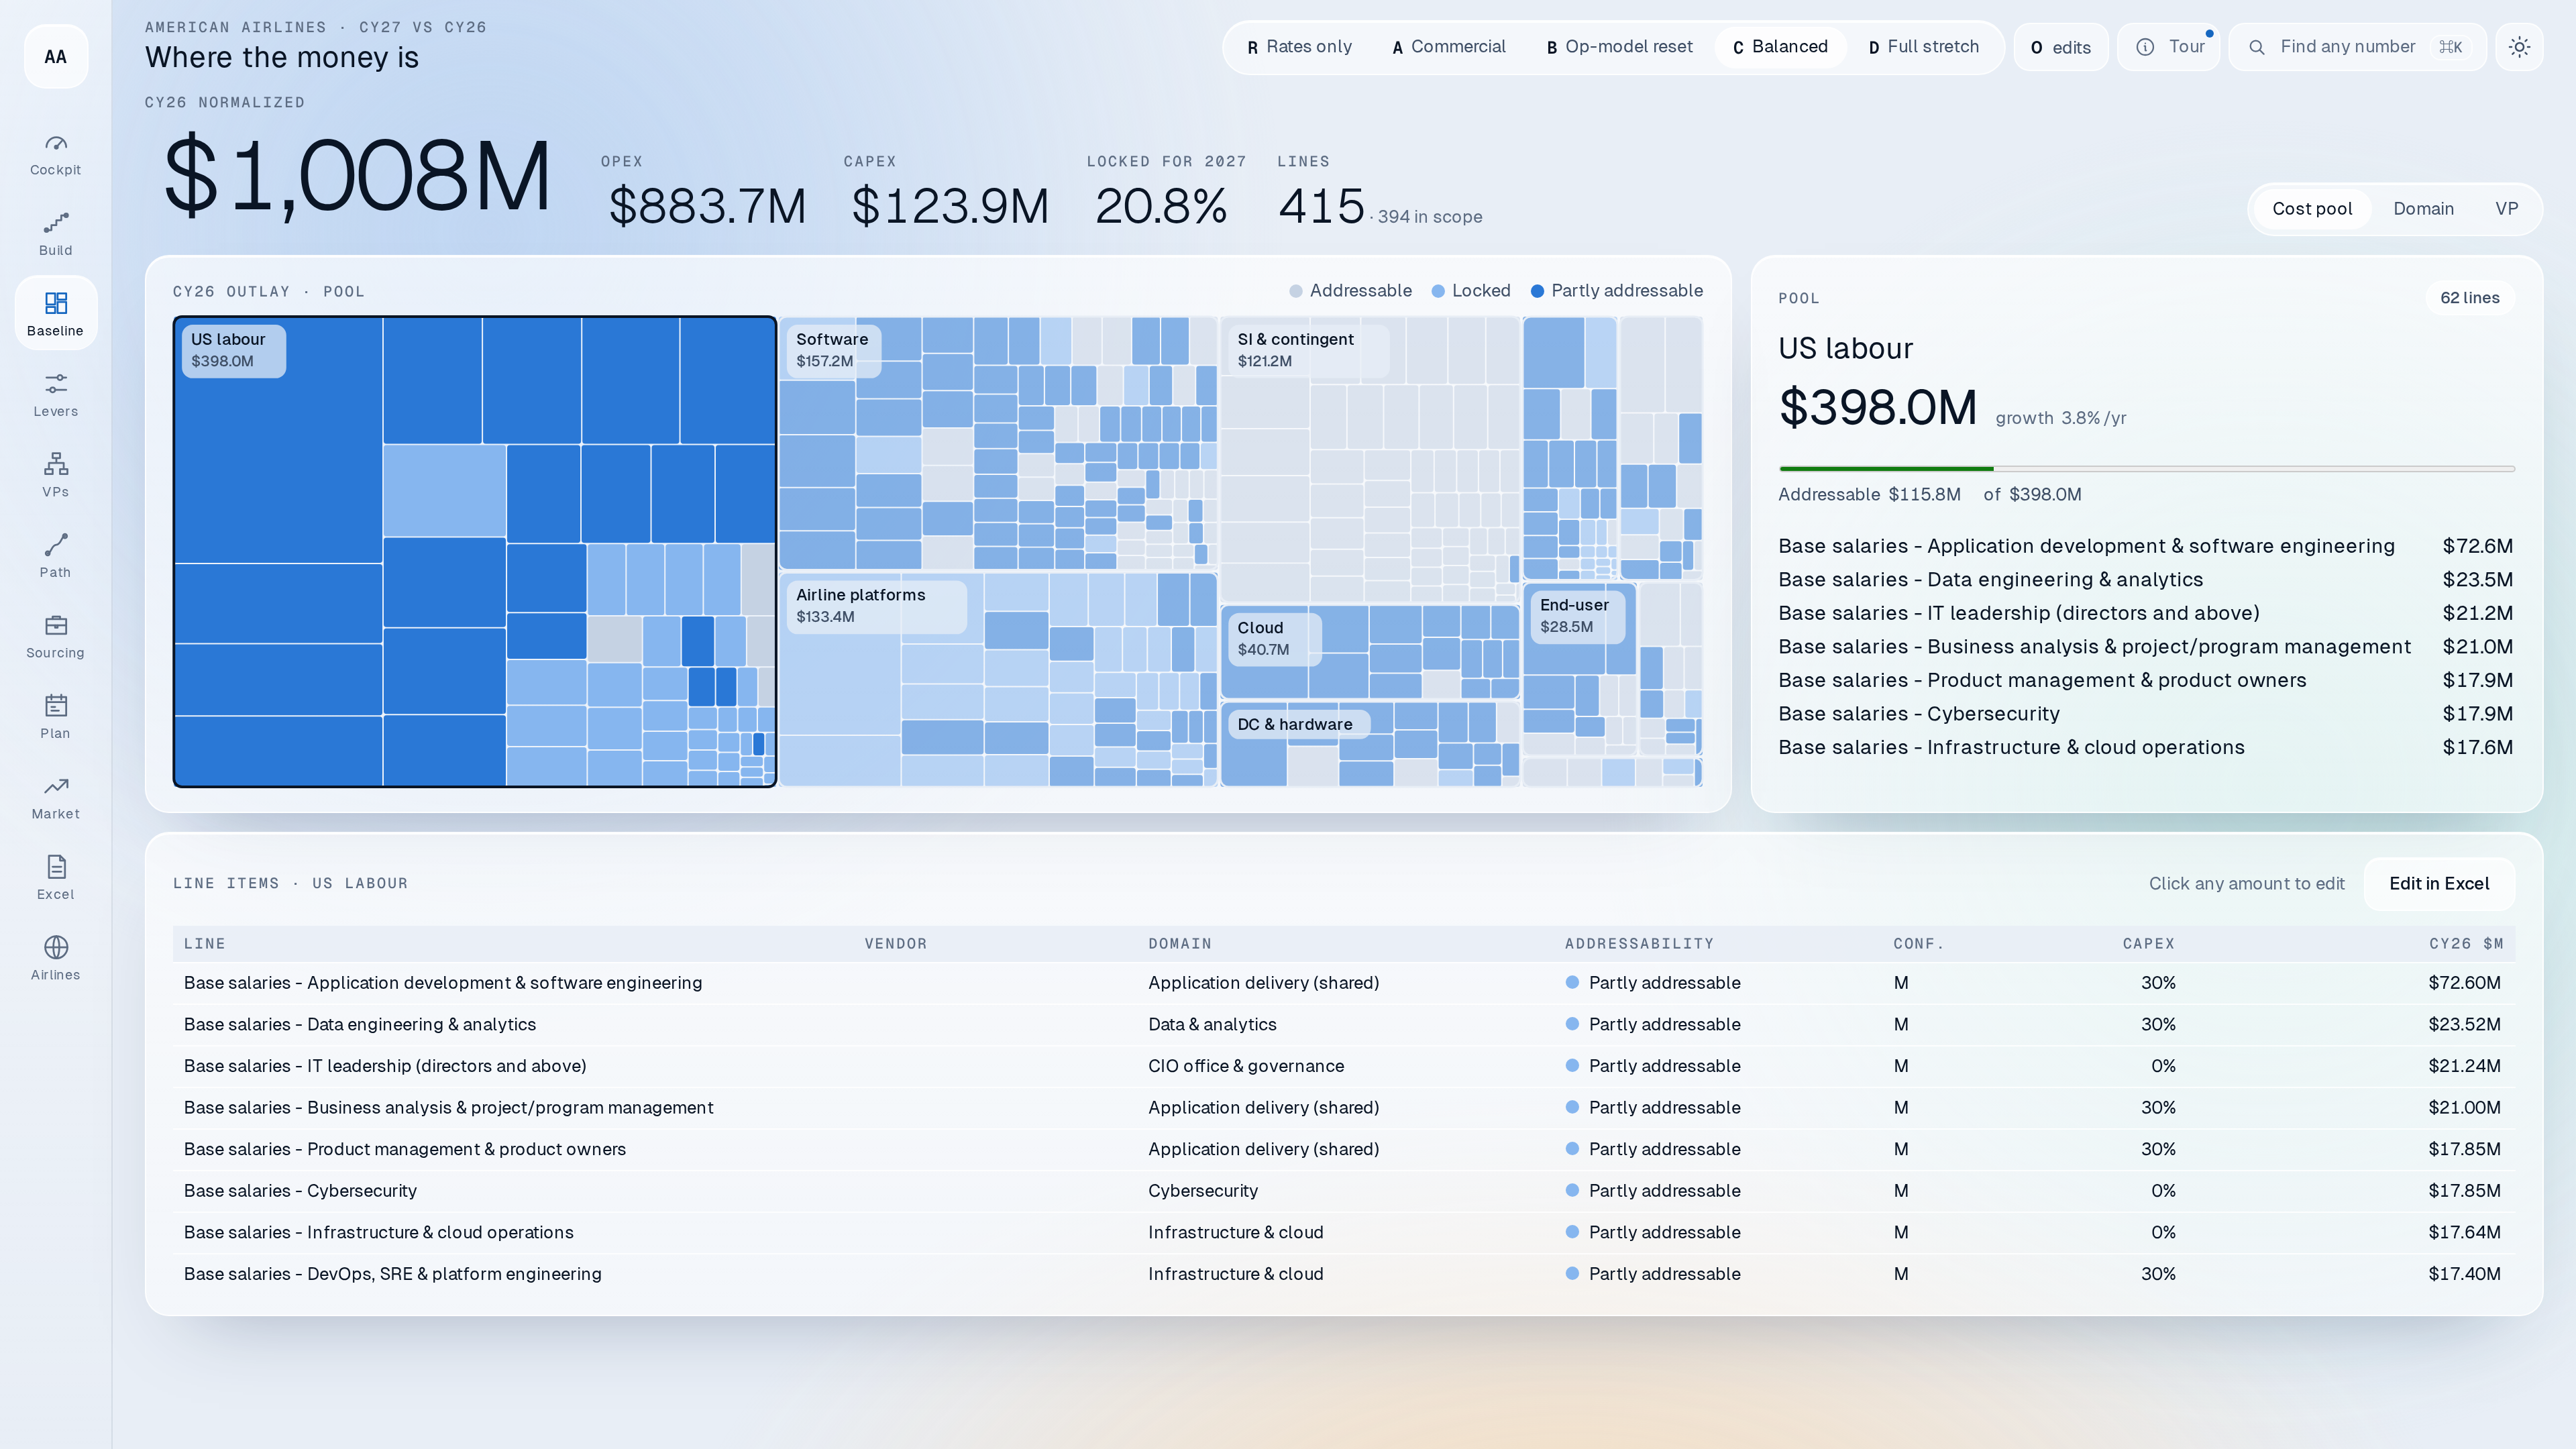 AA
Cockpit
Build
Baseline
Levers
VPs
Path
Sourcing
Plan
Market
Excel
Airlines
AMERICAN AIRLINES · CY27 VS CY26
Where the money is
R Rates only A Commercial B Op-model reset C Balanced D Full stretch
0 edits
Tour
Find any number ⌘K
CY26 NORMALIZED
$1,008M
OPEX
$883.7M
CAPEX
$123.9M
LOCKED FOR 2027
20.8%
LINES
415 · 394 in scope
Cost pool Domain VP
CY26 OUTLAY · POOL
Addressable Locked Partly addressable
US labour
$398.0M
Software
$157.2M
SI & contingent
$121.2M
Airline platforms
$133.4M
Cloud
$40.7M
End-user
$28.5M
DC & hardware
POOL
62 lines
US labour
$398.0M growth 3.8%/yr
Addressable $115.8M of $398.0M
Base salaries - Application development & software engineering $72.6M
Base salaries - Data engineering & analytics $23.5M
Base salaries - IT leadership (directors and above) $21.2M
Base salaries - Business analysis & project/program management $21.0M
Base salaries - Product management & product owners $17.9M
Base salaries - Cybersecurity $17.9M
Base salaries - Infrastructure & cloud operations $17.6M
LINE ITEMS · US LABOUR
Click any amount to edit Edit in Excel
LINE VENDOR DOMAIN ADDRESSABILITY CONF. CAPEX CY26 $M
Base salaries - Application development & software engineering Application delivery (shared) Partly addressable M 30% $72.60M
Base salaries - Data engineering & analytics Data & analytics Partly addressable M 30% $23.52M
Base salaries - IT leadership (directors and above) CIO office & governance Partly addressable M 0% $21.24M
Base salaries - Business analysis & project/program management Application delivery (shared) Partly addressable M 30% $21.00M
Base salaries - Product management & product owners Application delivery (shared) Partly addressable M 30% $17.85M
Base salaries - Cybersecurity Cybersecurity Partly addressable M 0% $17.85M
Base salaries - Infrastructure & cloud operations Infrastructure & cloud Partly addressable M 0% $17.64M
Base salaries - DevOps, SRE & platform engineering Infrastructure & cloud Partly addressable M 30% $17.40M